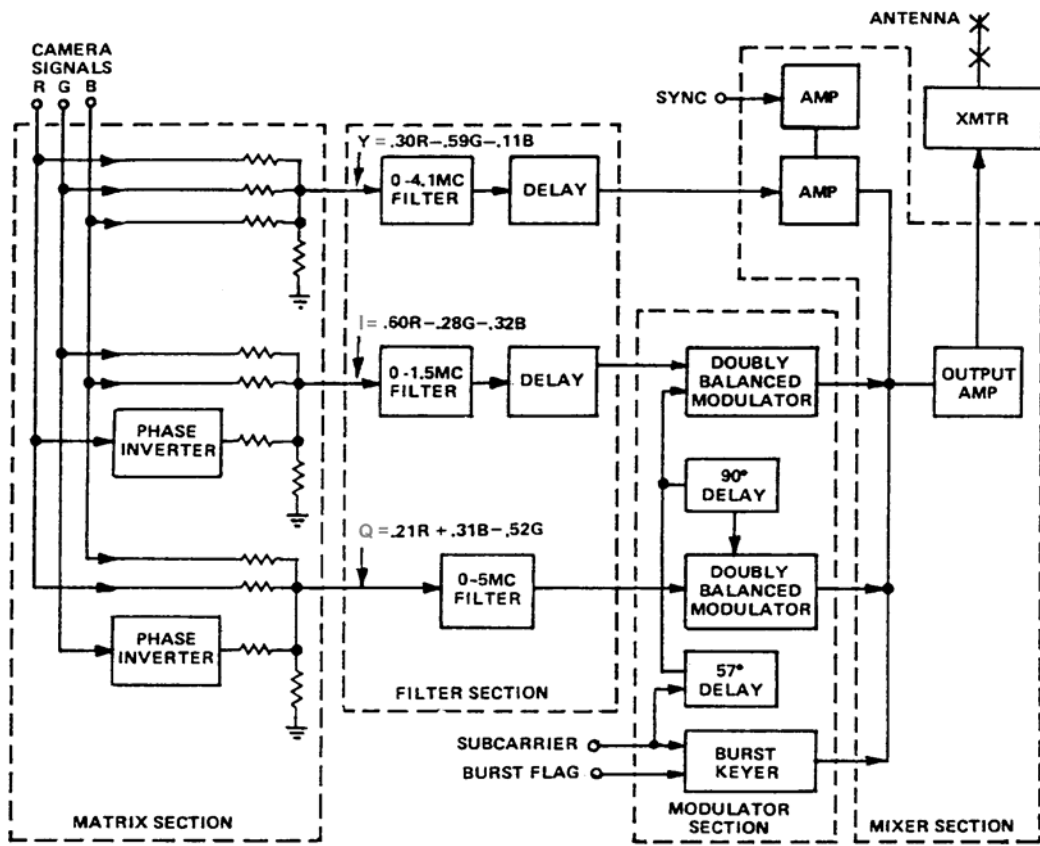 ANTENNA
CAMERA
SIGNALS
R G B
SYNC
AMP
XMTR
Y = .30R–.59G–.11B
0-4.1MC
FILTER
DELAY
AMP
I = .60R–.28G–.32B
0-1.5MC
FILTER
DELAY
DOUBLY
BALANCED
MODULATOR
OUTPUT
AMP
PHASE
INVERTER
90°
DELAY
Q = .21R + .31B–.52G
0-5MC
FILTER
DOUBLY
BALANCED
MODULATOR
PHASE
INVERTER
57°
DELAY
FILTER SECTION
SUBCARRIER
BURST FLAG
BURST
KEYER
MATRIX SECTION
MODULATOR
SECTION
MIXER SECTION